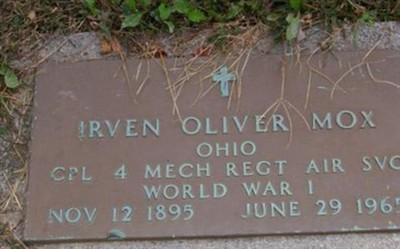 IRVEN OLIVER MOX
OHIO
CPL 4 MECH REGT AIR SVC
WORLD WAR I
NOV 12 1895 JUNE 29 1965